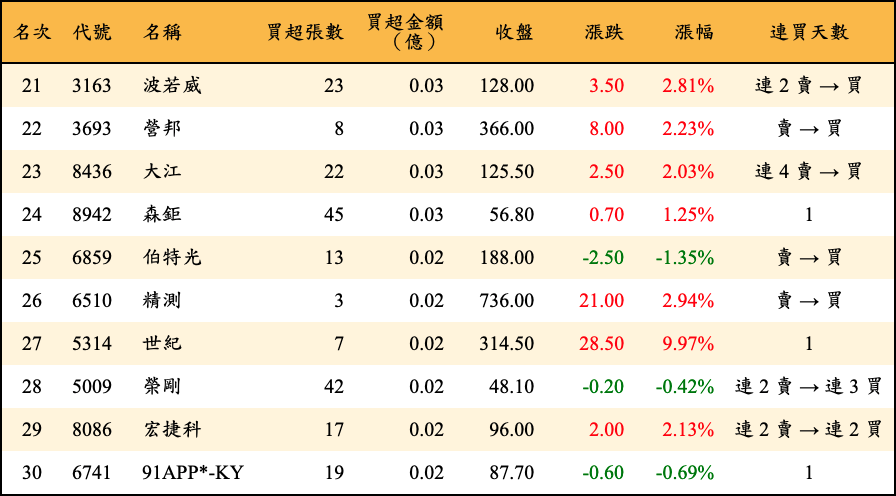 名次 代號 名稱 買超張數 買超金額（億） 收盤 漲跌 漲幅 連買天數
21 3163 波若威 23 0.03 128.00 3.50 2.81% 連 2 賣 → 買
22 3693 營邦 8 0.03 366.00 8.00 2.23% 賣 → 買
23 8436 大江 22 0.03 125.50 2.50 2.03% 連 4 賣 → 買
24 8942 森鉅 45 0.03 56.80 0.70 1.25% 1
25 6859 伯特光 13 0.02 188.00 -2.50 -1.35% 賣 → 買
26 6510 精測 3 0.02 736.00 21.00 2.94% 賣 → 買
27 5314 世紀 7 0.02 314.50 28.50 9.97% 1
28 5009 榮剛 42 0.02 48.10 -0.20 -0.42% 連 2 賣 → 連 3 買
29 8086 宏捷科 17 0.02 96.00 2.00 2.13% 連 2 賣 → 連 2 買
30 6741 91APP*-KY 19 0.02 87.70 -0.60 -0.69% 1